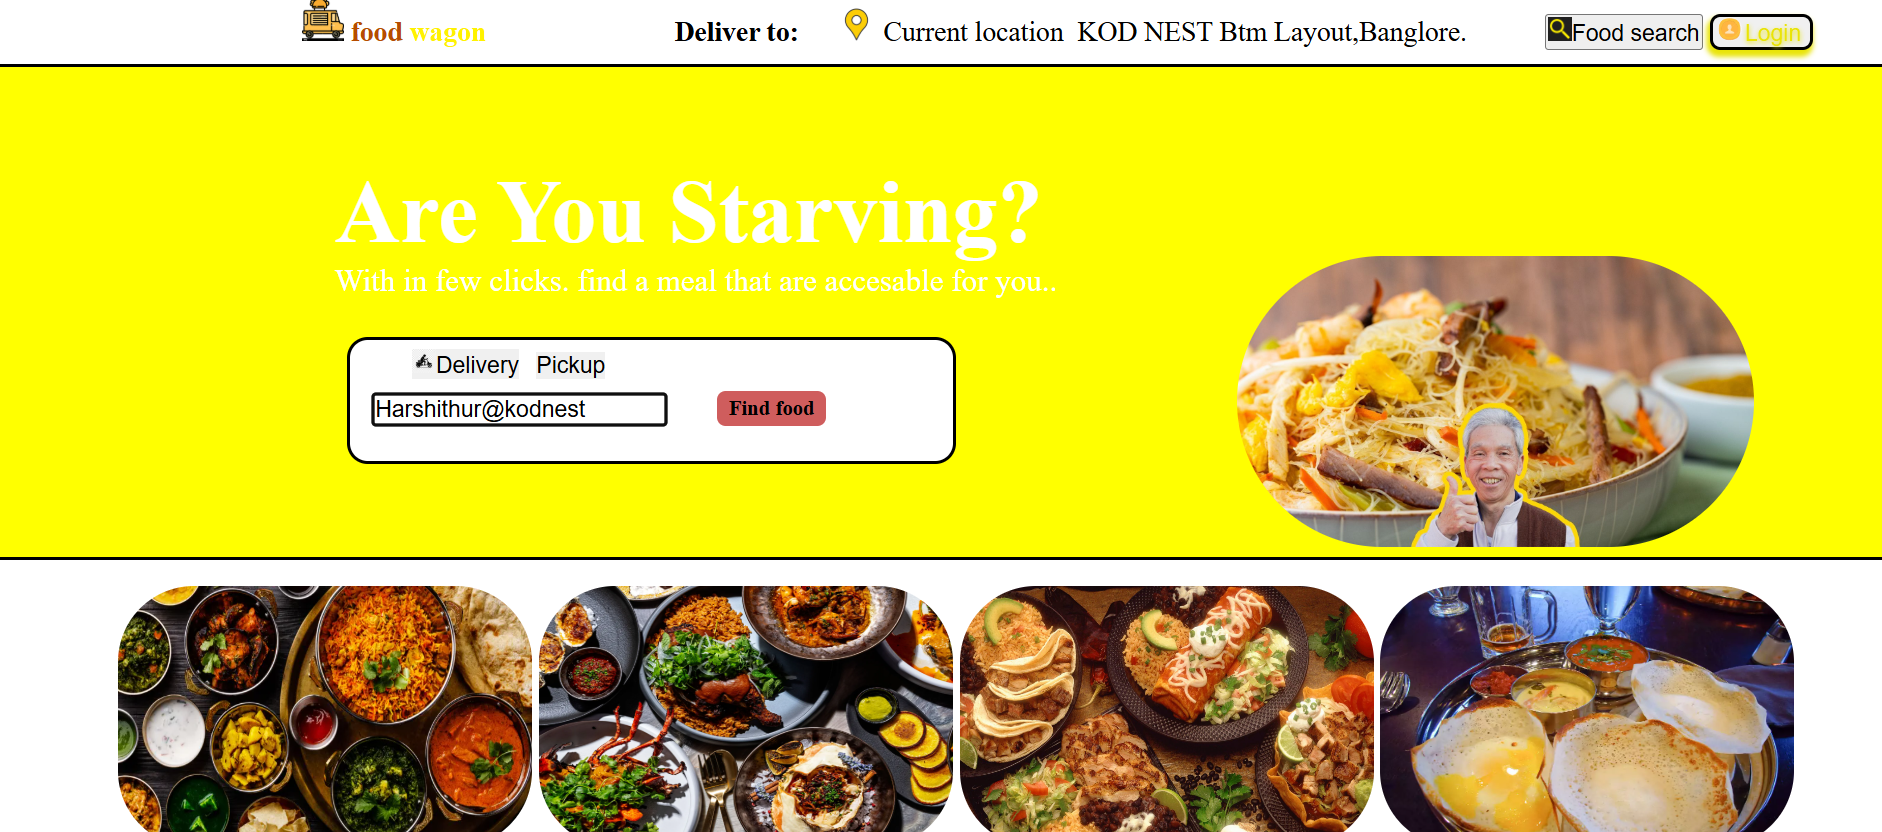 food wagon
Deliver to:
Current location KOD NEST Btm Layout,Banglore.
Food search
Login
Are You Starving?
With in few clicks. find a meal that are accesable for you..
Delivery Pickup
Harshithur@kodnest
Find food